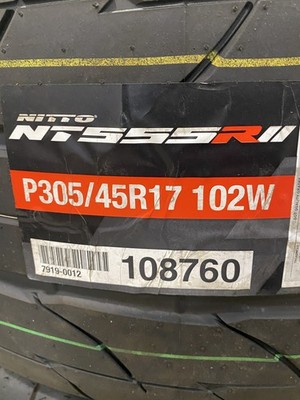 NITTO
NT555RII
P305/45R17 102W
7919-0012
108760